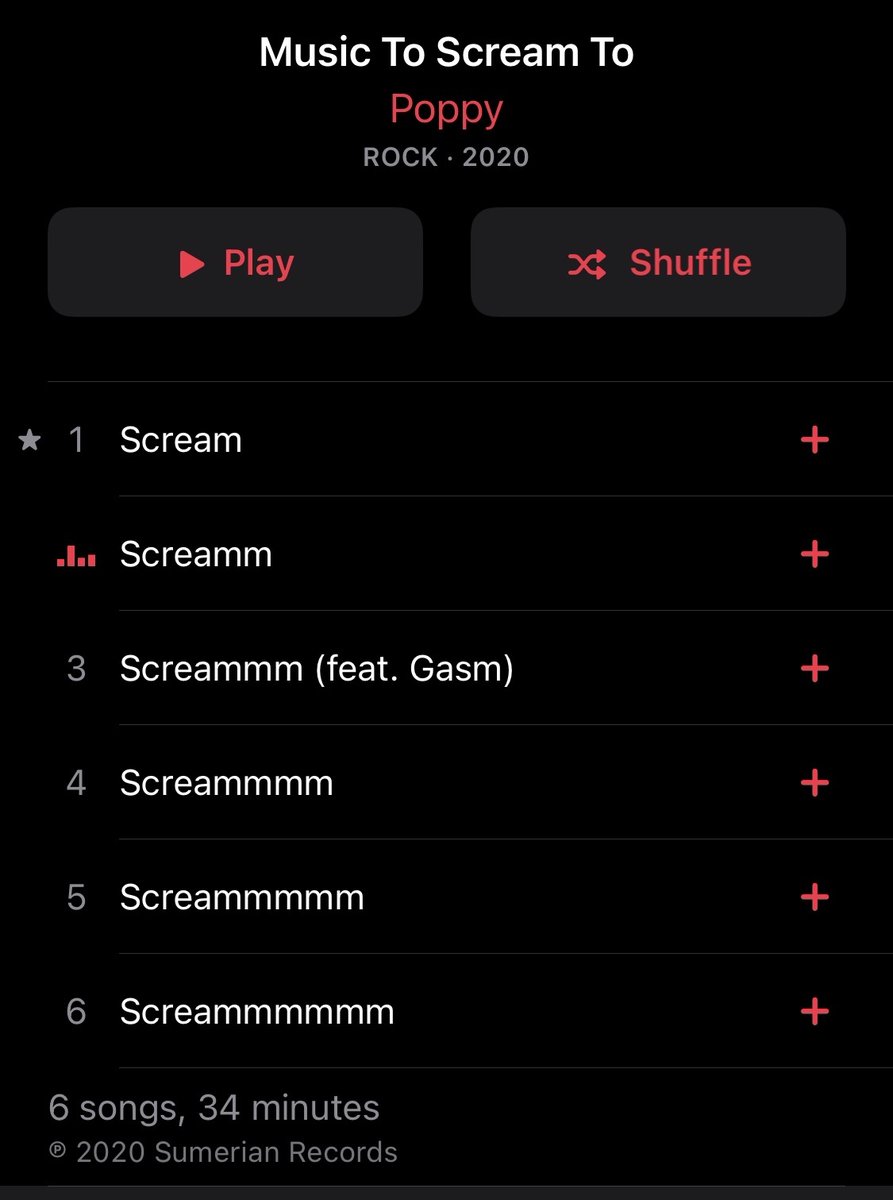 Music To Scream To
Poppy
ROCK · 2020
Play
Shuffle
1 Scream
Screamm
3 Screammm (feat. Gasm)
4 Screammmm
5 Screammmmm
6 Screammmmmm
6 songs, 34 minutes
℗ 2020 Sumerian Records